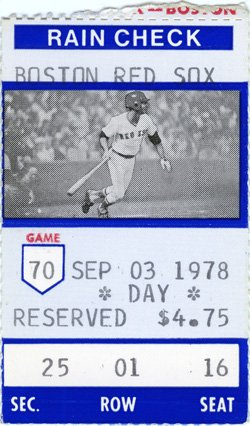 BOSTON
RAIN CHECK
BOSTON RED SOX
RED SOX
GAME
70 SEP 03 1978
* DAY *
RESERVED $4.75
25 01 16
SEC. ROW SEAT